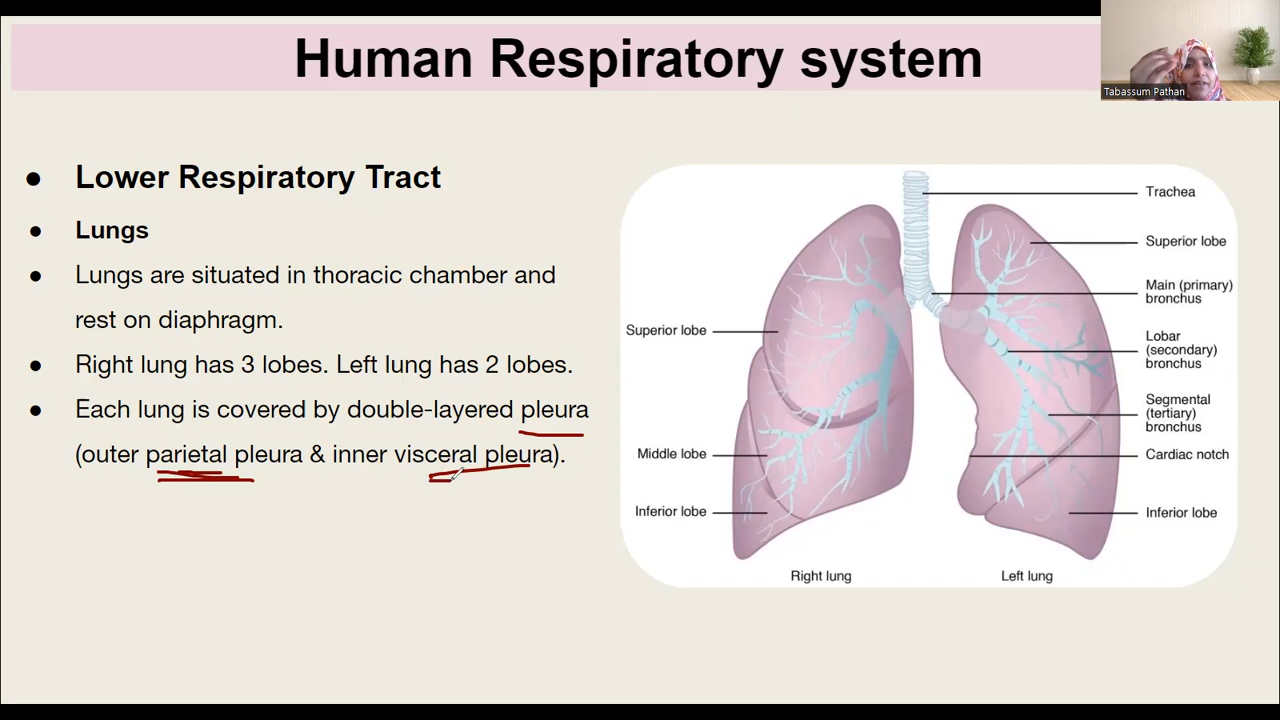 Human Respiratory system
Tabassum Pathan
● Lower Respiratory Tract
● Lungs
● Lungs are situated in thoracic chamber and
rest on diaphragm.
● Right lung has 3 lobes. Left lung has 2 lobes.
● Each lung is covered by double-layered pleura
(outer parietal pleura & inner visceral pleura).
Trachea
Superior lobe
Main (primary)
bronchus
Superior lobe
Lobar
(secondary)
bronchus
Segmental
(tertiary)
bronchus
Middle lobe
Cardiac notch
Inferior lobe
Inferior lobe
Right lung
Left lung